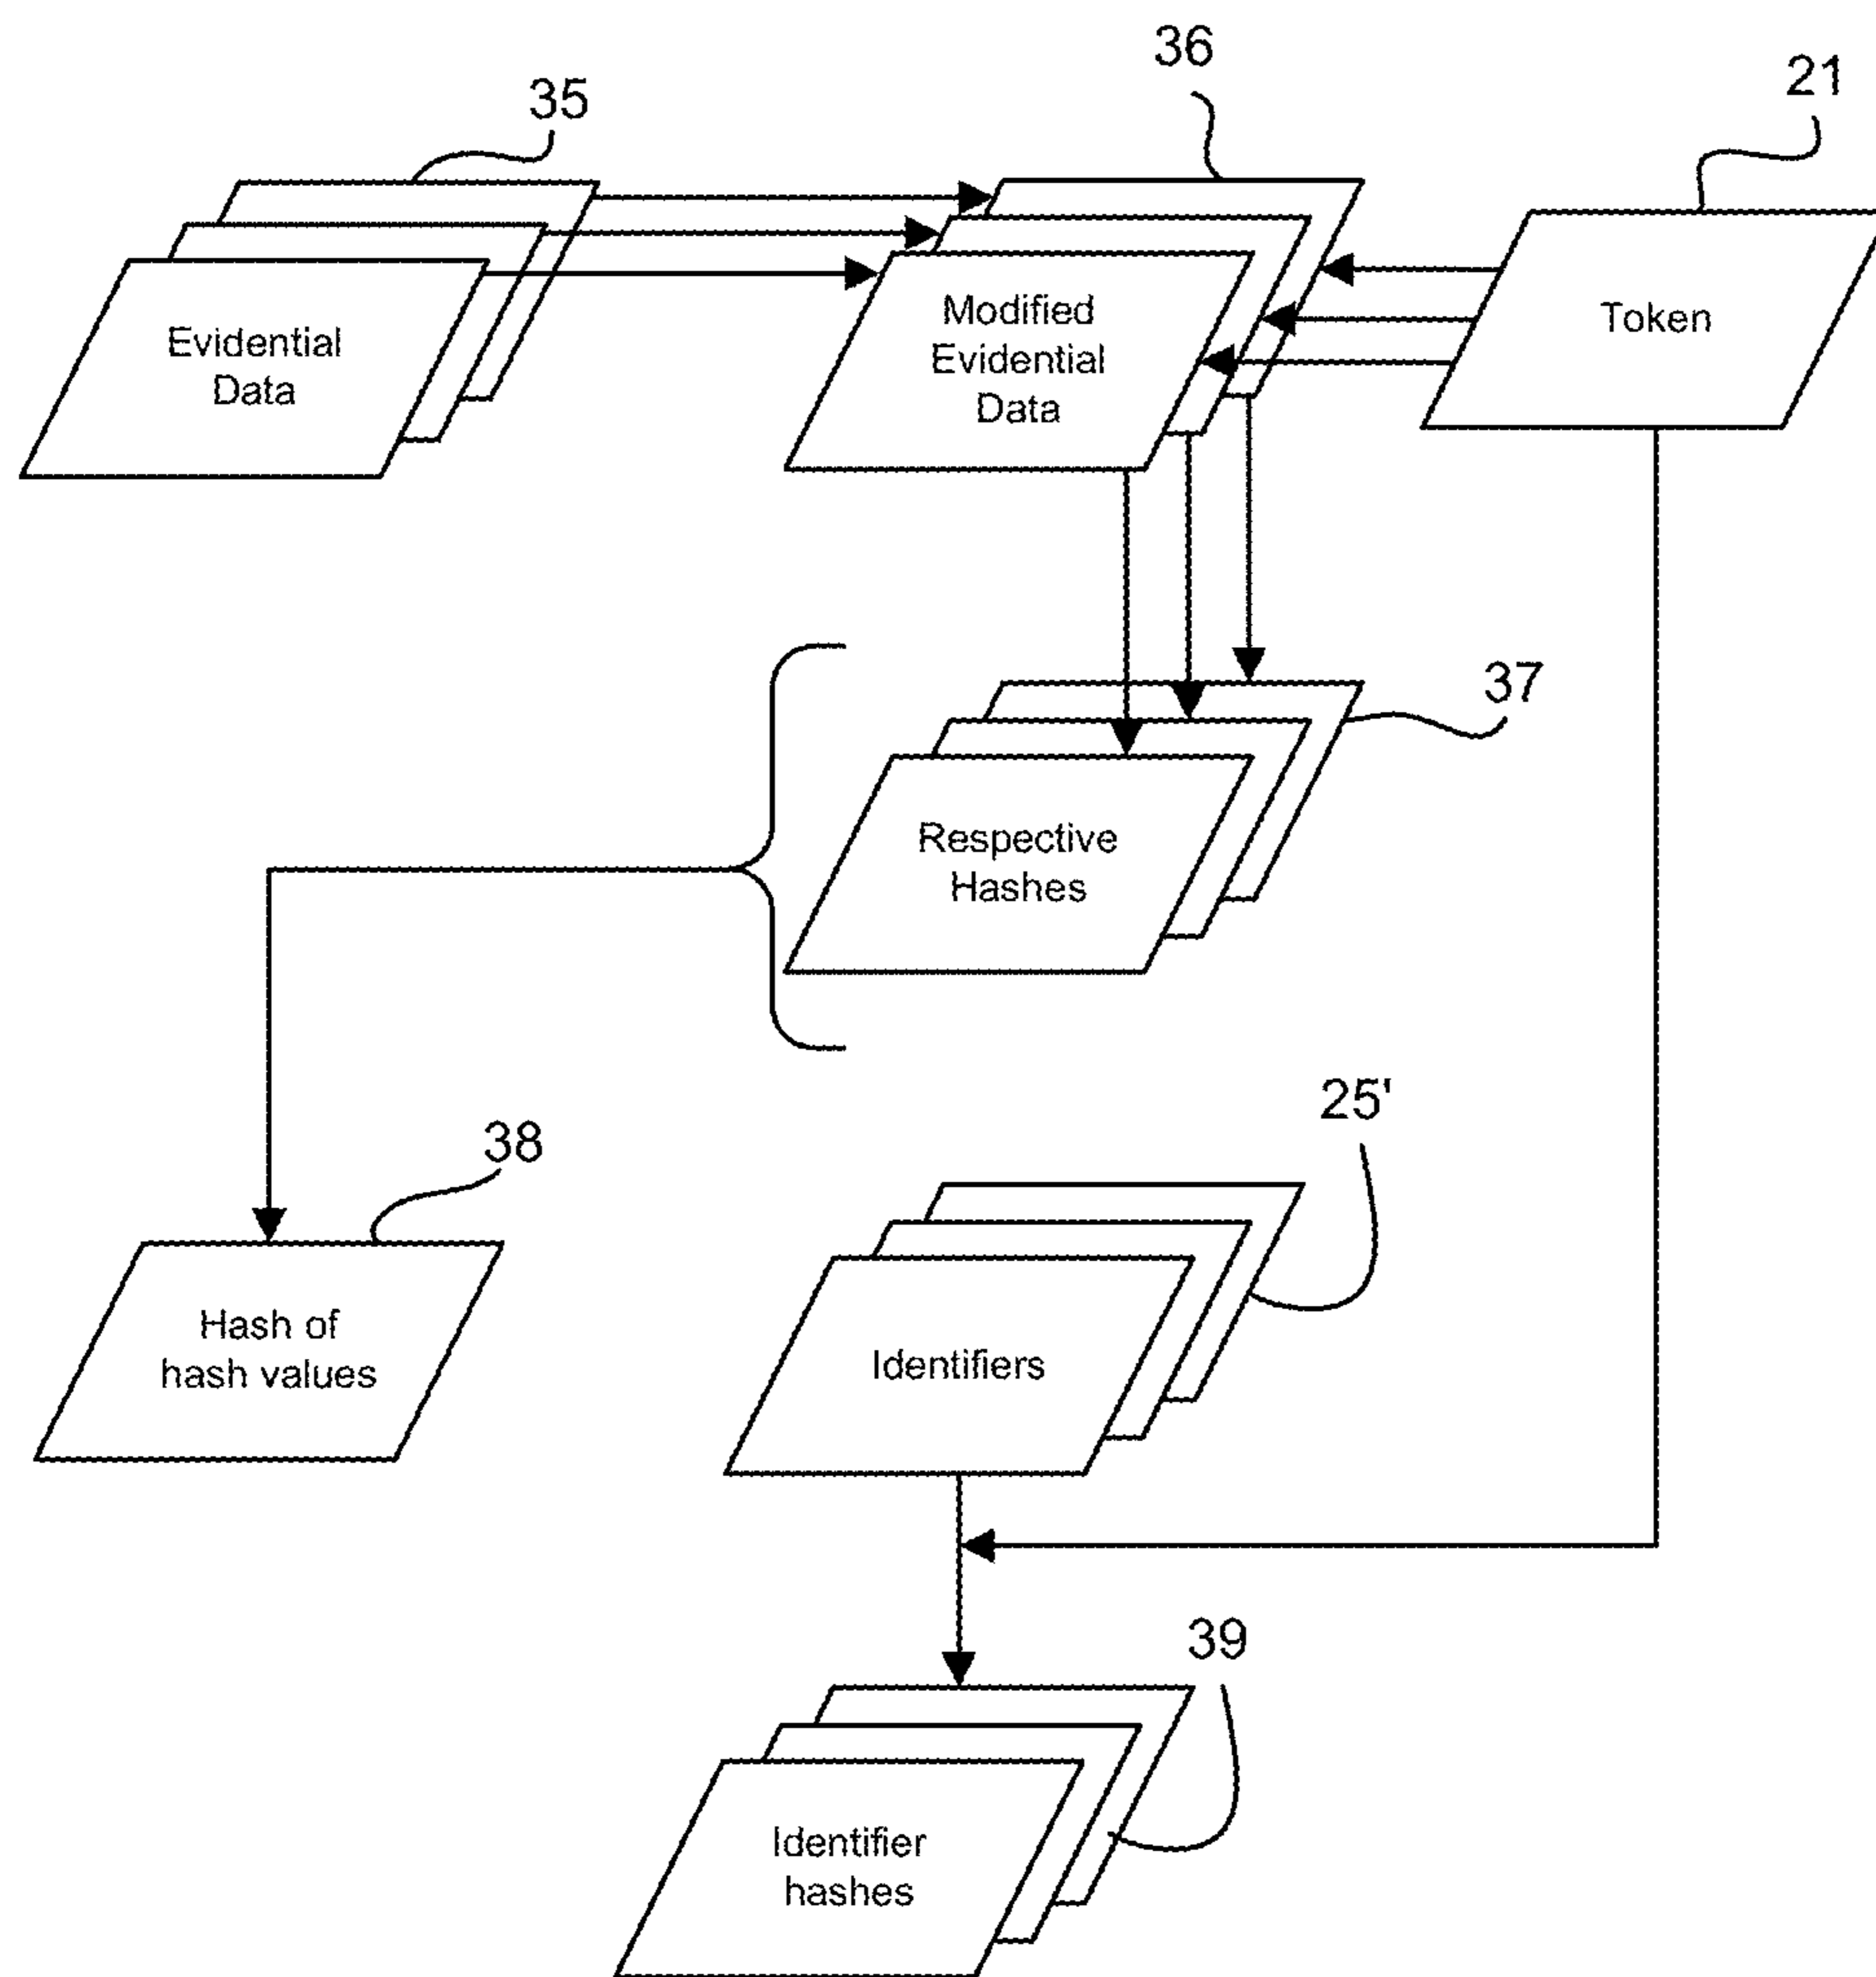 36
21
35
Evidential
Data
Modified
Evidential
Data
Token
37
Respective
Hashes
25'
38
Hash of
hash values
Identifiers
39
Identifier
hashes